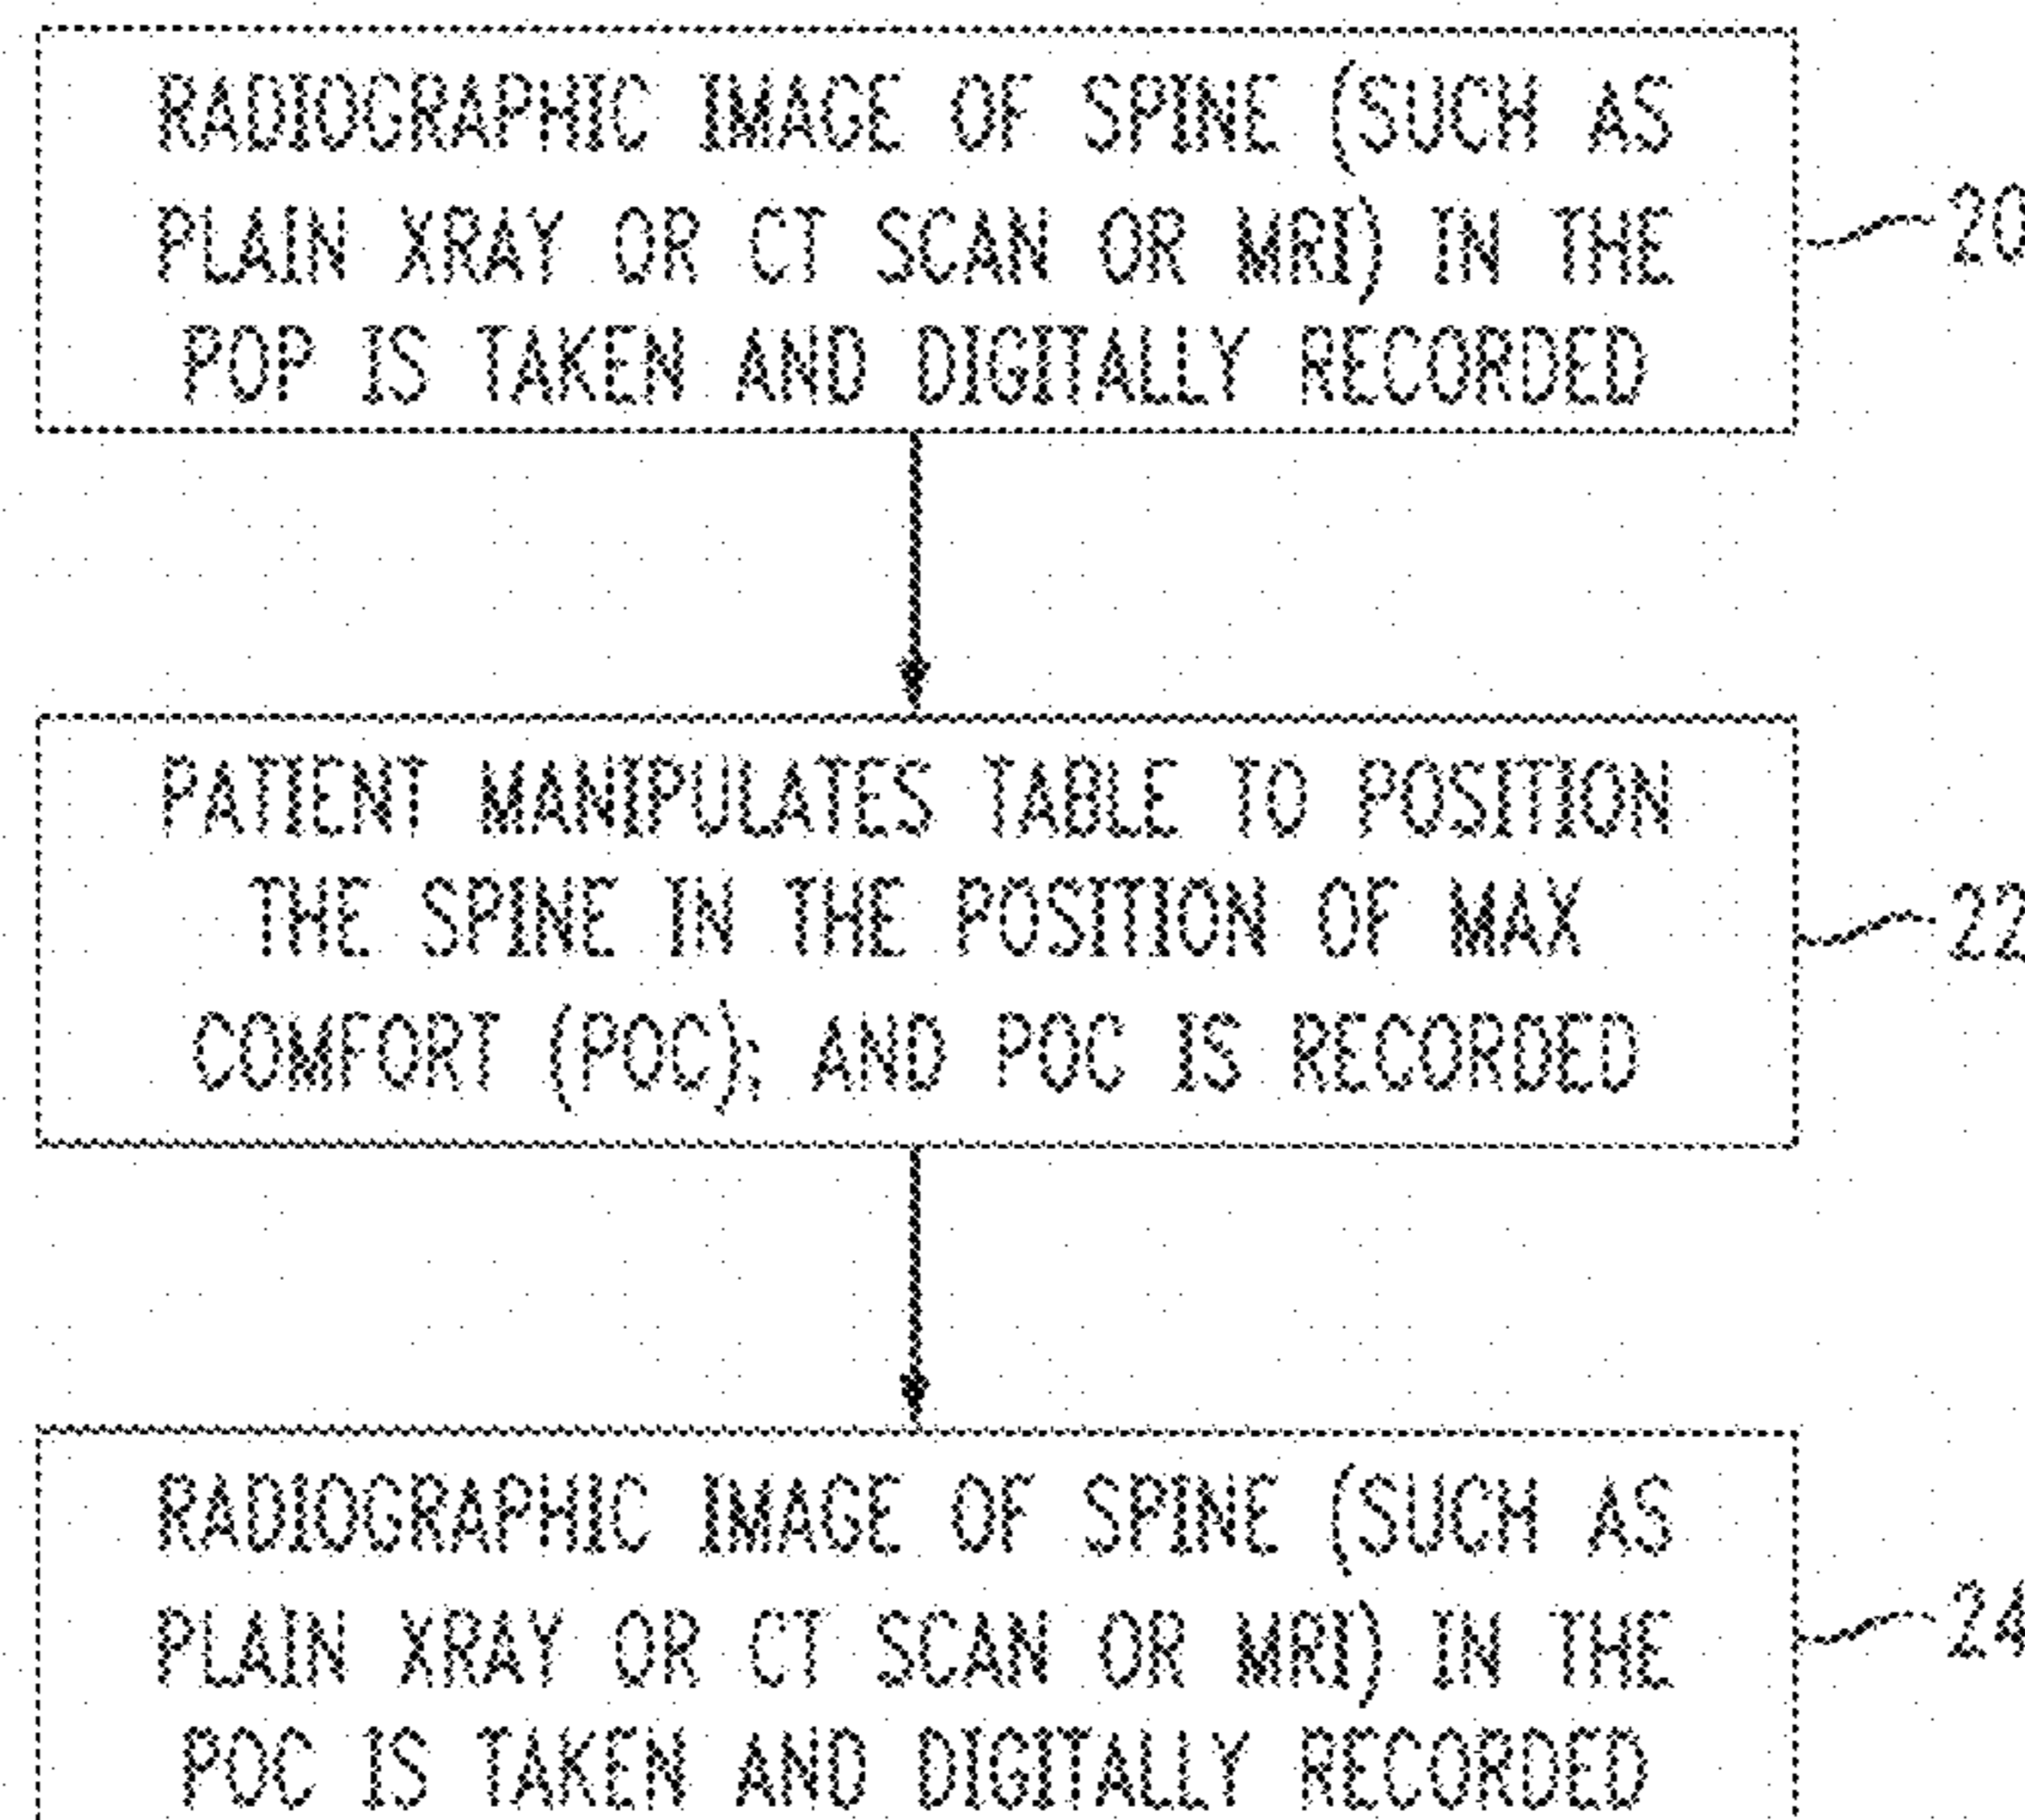 RADIOGRAPHIC IMAGE OF SPINE (SUCH AS
PLAIN XRAY OR CT SCAN OR MRI) IN THE
POP IS TAKEN AND DIGITALLY RECORDED
20
PATIENT MANIPULATES TABLE TO POSITION
THE SPINE IN THE POSITION OF MAX
COMFORT (POC); AND POC IS RECORDED
22
RADIOGRAPHIC IMAGE OF SPINE (SUCH AS
PLAIN XRAY OR CT SCAN OR MRI) IN THE
POC IS TAKEN AND DIGITALLY RECORDED
24